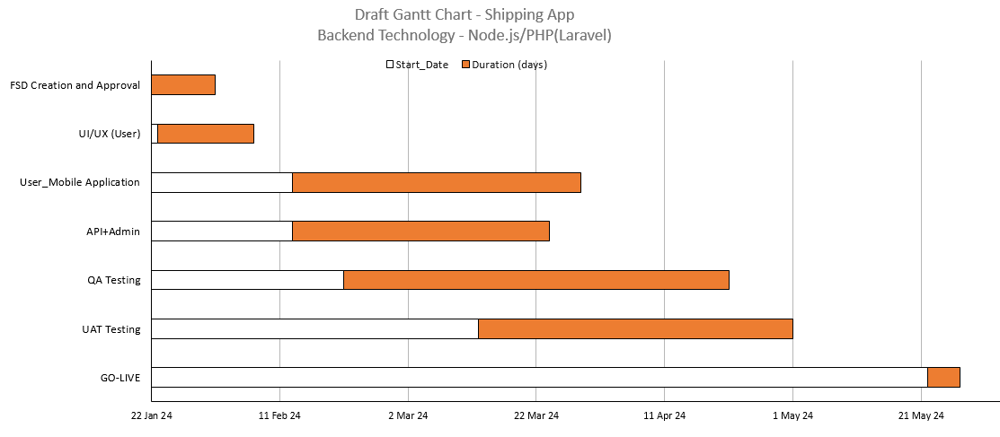 Draft Gantt Chart - Shipping App
Backend Technology - Node.js/PHP(Laravel)
Start_Date Duration (days)
FSD Creation and Approval
UI/UX (User)
User_Mobile Application
API+Admin
QA Testing
UAT Testing
GO-LIVE
22 Jan 24 11 Feb 24 2 Mar 24 22 Mar 24 11 Apr 24 1 May 24 21 May 24